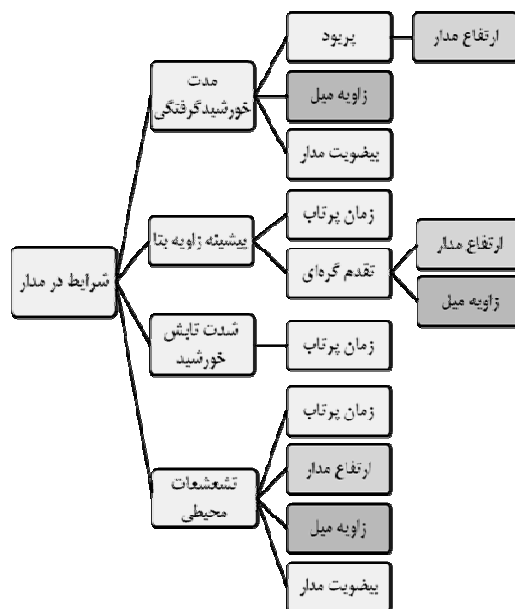 شرایط در مدار
مدت
خورشیدگرفتگی
پریود
ارتفاع مدار
زاویه میل
بیضویت مدار
بیشینه زاویه بتا
زمان پرتاب
تقدم گره‌ای
ارتفاع مدار
زاویه میل
شدت تابش
خورشید
زمان پرتاب
تشعشعات
محیطی
زمان پرتاب
ارتفاع مدار
زاویه میل
بیضویت مدار